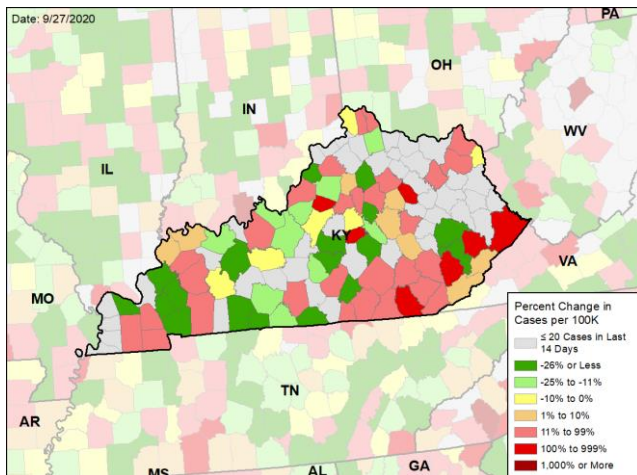 Date: 9/27/2020
PA
OH
IN
WV
IL
KY
VA
MO
TN
AR
MS
AL
GA
Percent Change in
Cases per 100K
≤ 20 Cases in Last
14 Days
-26% or Less
-25% to -11%
-10% to 0%
1% to 10%
11% to 99%
100% to 999%
1,000% or More